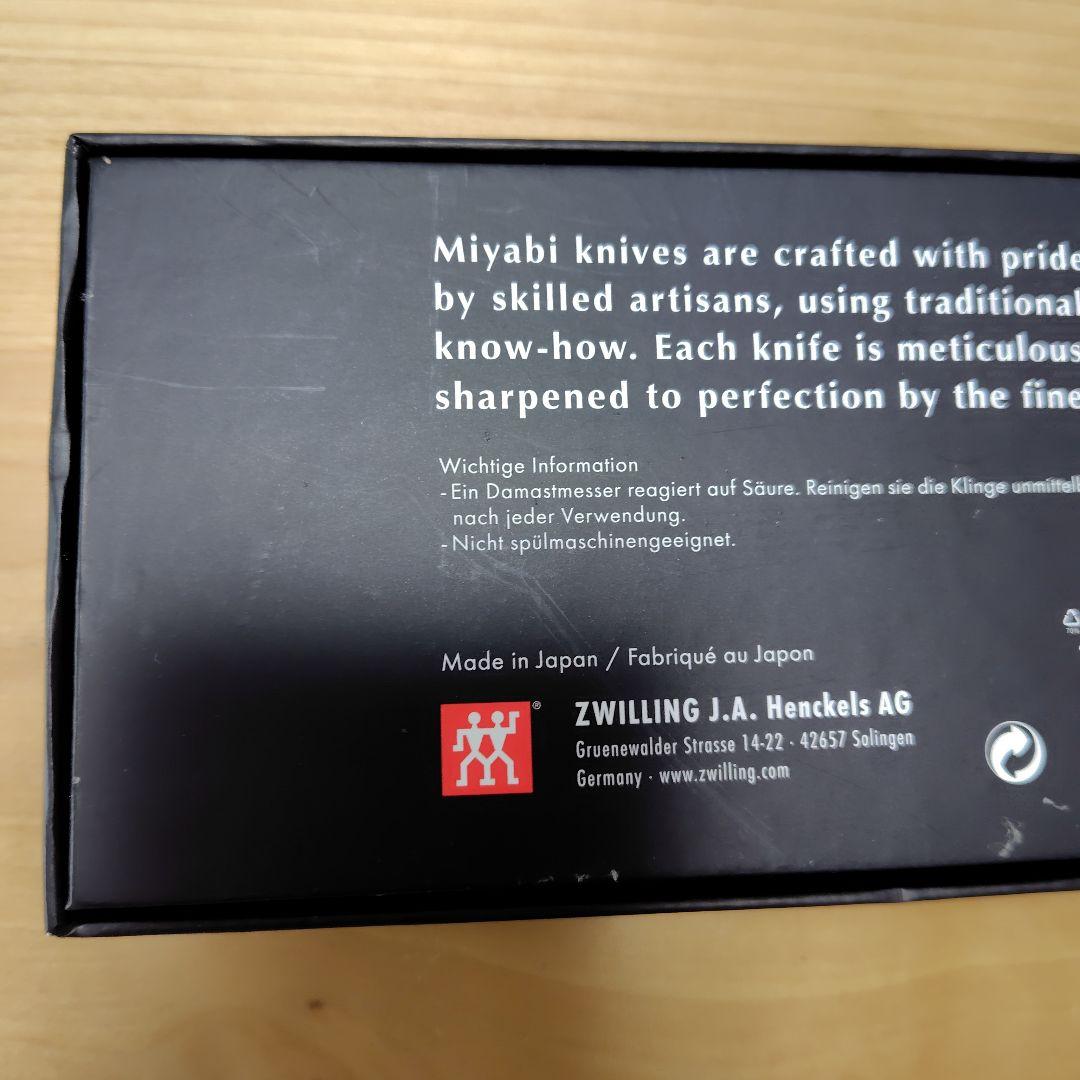 Miyabi knives are crafted with pride
by skilled artisans, using traditional
know-how. Each knife is meticulous
sharpened to perfection by the fine
Wichtige Information
- Ein Damastmesser reagiert auf Säure. Reinigen sie die Klinge unmittelb
nach jeder Verwendung.
- Nicht spülmaschinengeeignet.
Made in Japan / Fabriqué au Japon
®
ZWILLING J.A. Henckels AG
Gruenewalder Strasse 14-22 · 42657 Solingen
Germany · www.zwilling.com